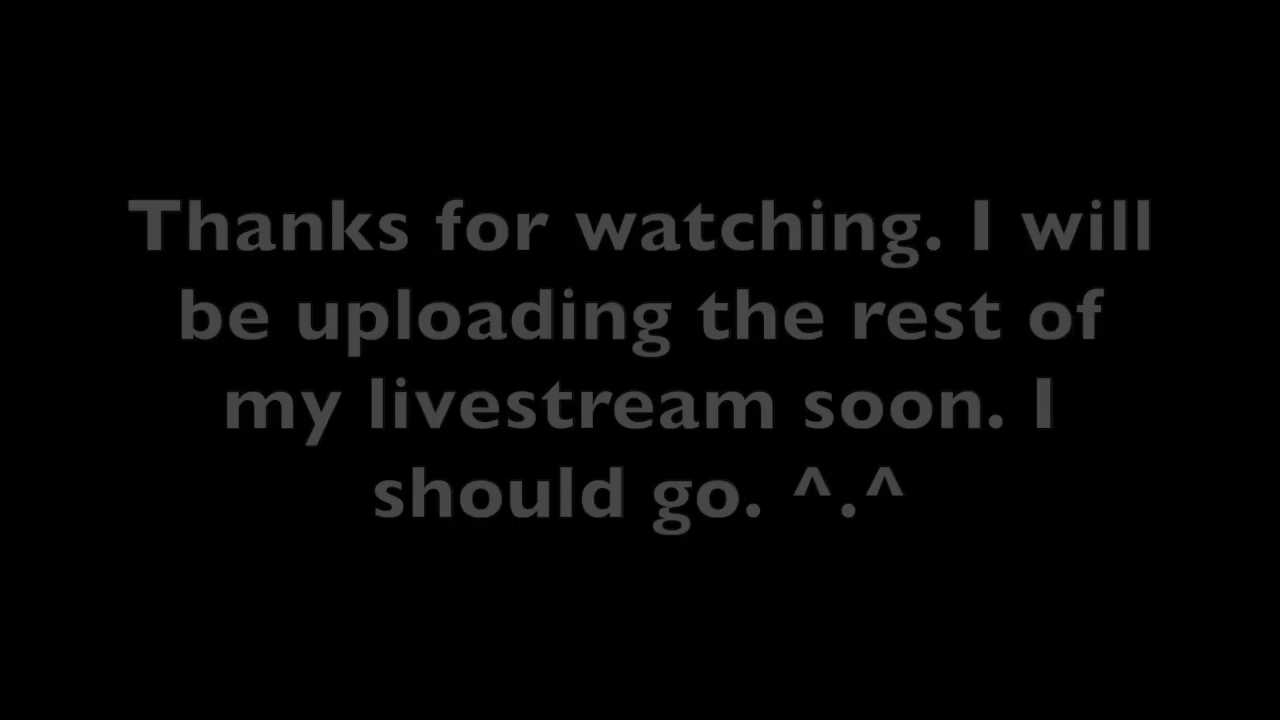 Thanks for watching. I will
be uploading the rest of
my livestream soon. I
should go. ^.^